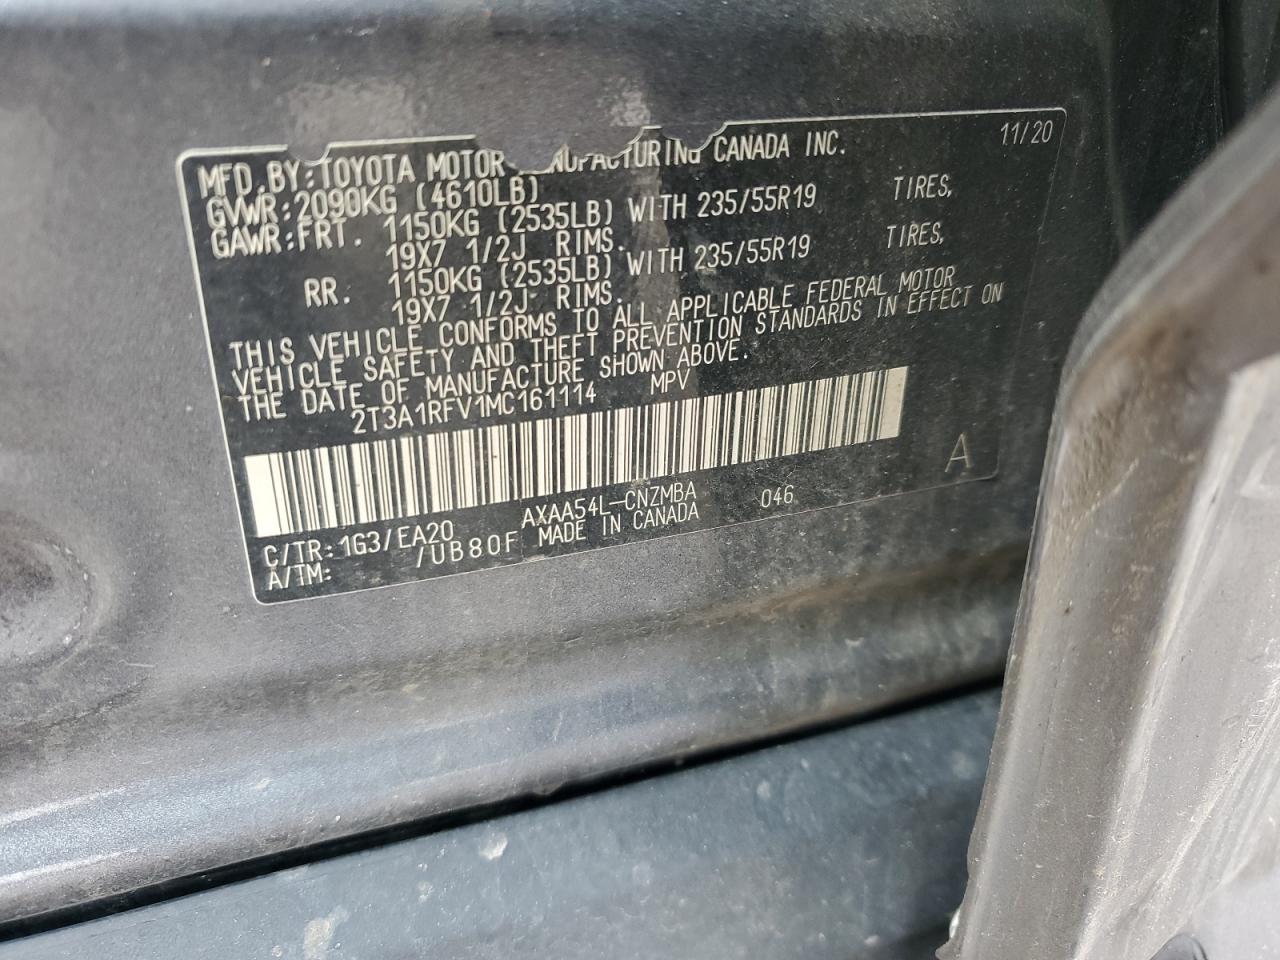 11/20
MFD. BY: TOYOTA MOTOR MANUFACTURING CANADA INC.
GVWR: 2090KG (4610LB)
GAWR: FRT. 1150KG (2535LB) WITH 235/55R19 TIRES,
19X7 1/2J RIMS.
RR. 1150KG (2535LB) WITH 235/55R19 TIRES,
19X7 1/2J RIMS.
THIS VEHICLE CONFORMS TO ALL APPLICABLE FEDERAL MOTOR
VEHICLE SAFETY AND THEFT PREVENTION STANDARDS IN EFFECT ON
THE DATE OF MANUFACTURE SHOWN ABOVE.
2T3A1RFV1MC161114 MPV
A
C/TR: 1G3/EA20 AXAA54L-CNZMBA 046
A/TM: /UB80F MADE IN CANADA